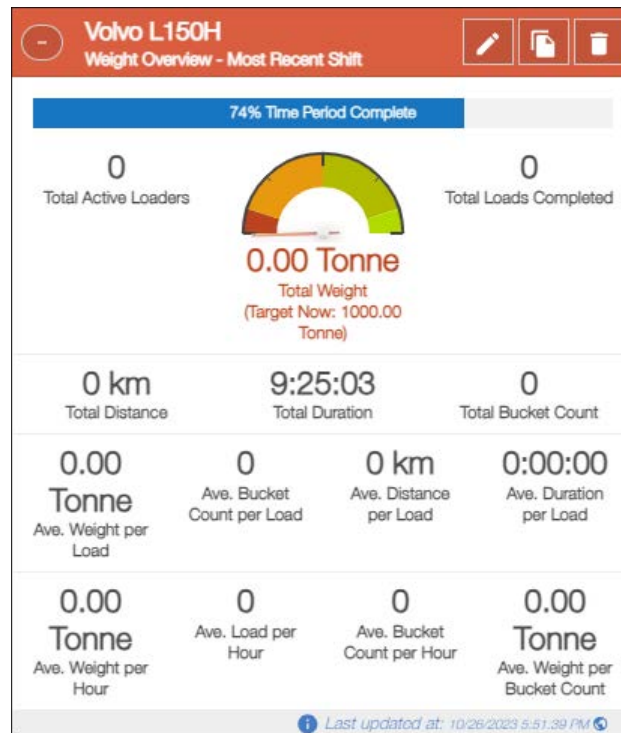 Volvo L150H
Weight Overview - Most Recent Shift
74% Time Period Complete
0
Total Active Loaders
0.00 Tonne
Total Weight
(Target Now: 1000.00
Tonne)
0
Total Loads Completed
0 km
Total Distance
9:25:03
Total Duration
0
Total Bucket Count
0.00
Tonne
Ave. Weight per
Load
0
Ave. Bucket
Count per Load
0 km
Ave. Distance
per Load
0:00:00
Ave. Duration
per Load
0.00
Tonne
Ave. Weight per
Hour
0
Ave. Load per
Hour
0
Ave. Bucket
Count per Hour
0.00
Tonne
Ave. Weight per
Bucket Count
Last updated at: 10/26/2023 5:51:39 PM